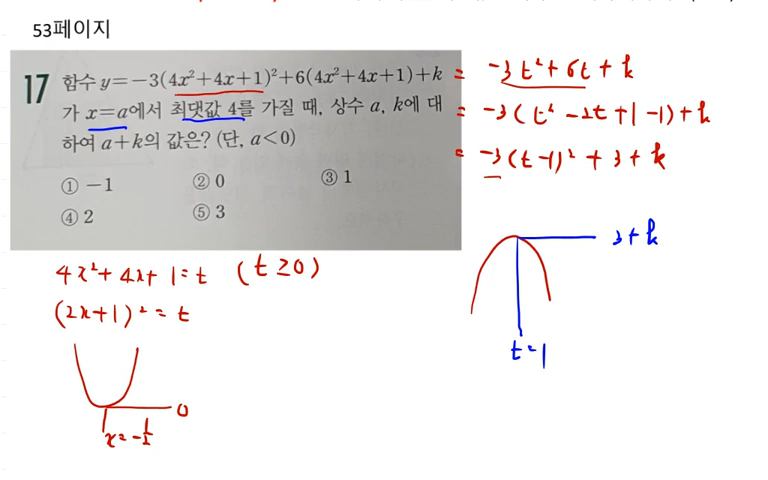 53페이지
17 함수 y=-3(4x²+4x+1)²+6(4x²+4x+1)+k
가 x=a에서 최댓값 4를 가질 때, 상수 a, k에 대
하여 a+k의 값은? (단, a<0)
① -1 ② 0 ③ 1
④ 2 ⑤ 3
= -3t²+6t+k
= -3(t²-2t+1-1)+k
= -3(t-1)²+3+k
4x²+4x+1=t (t≥0)
(2x+1)²=t
0
x=-1/2
3+k
t=1